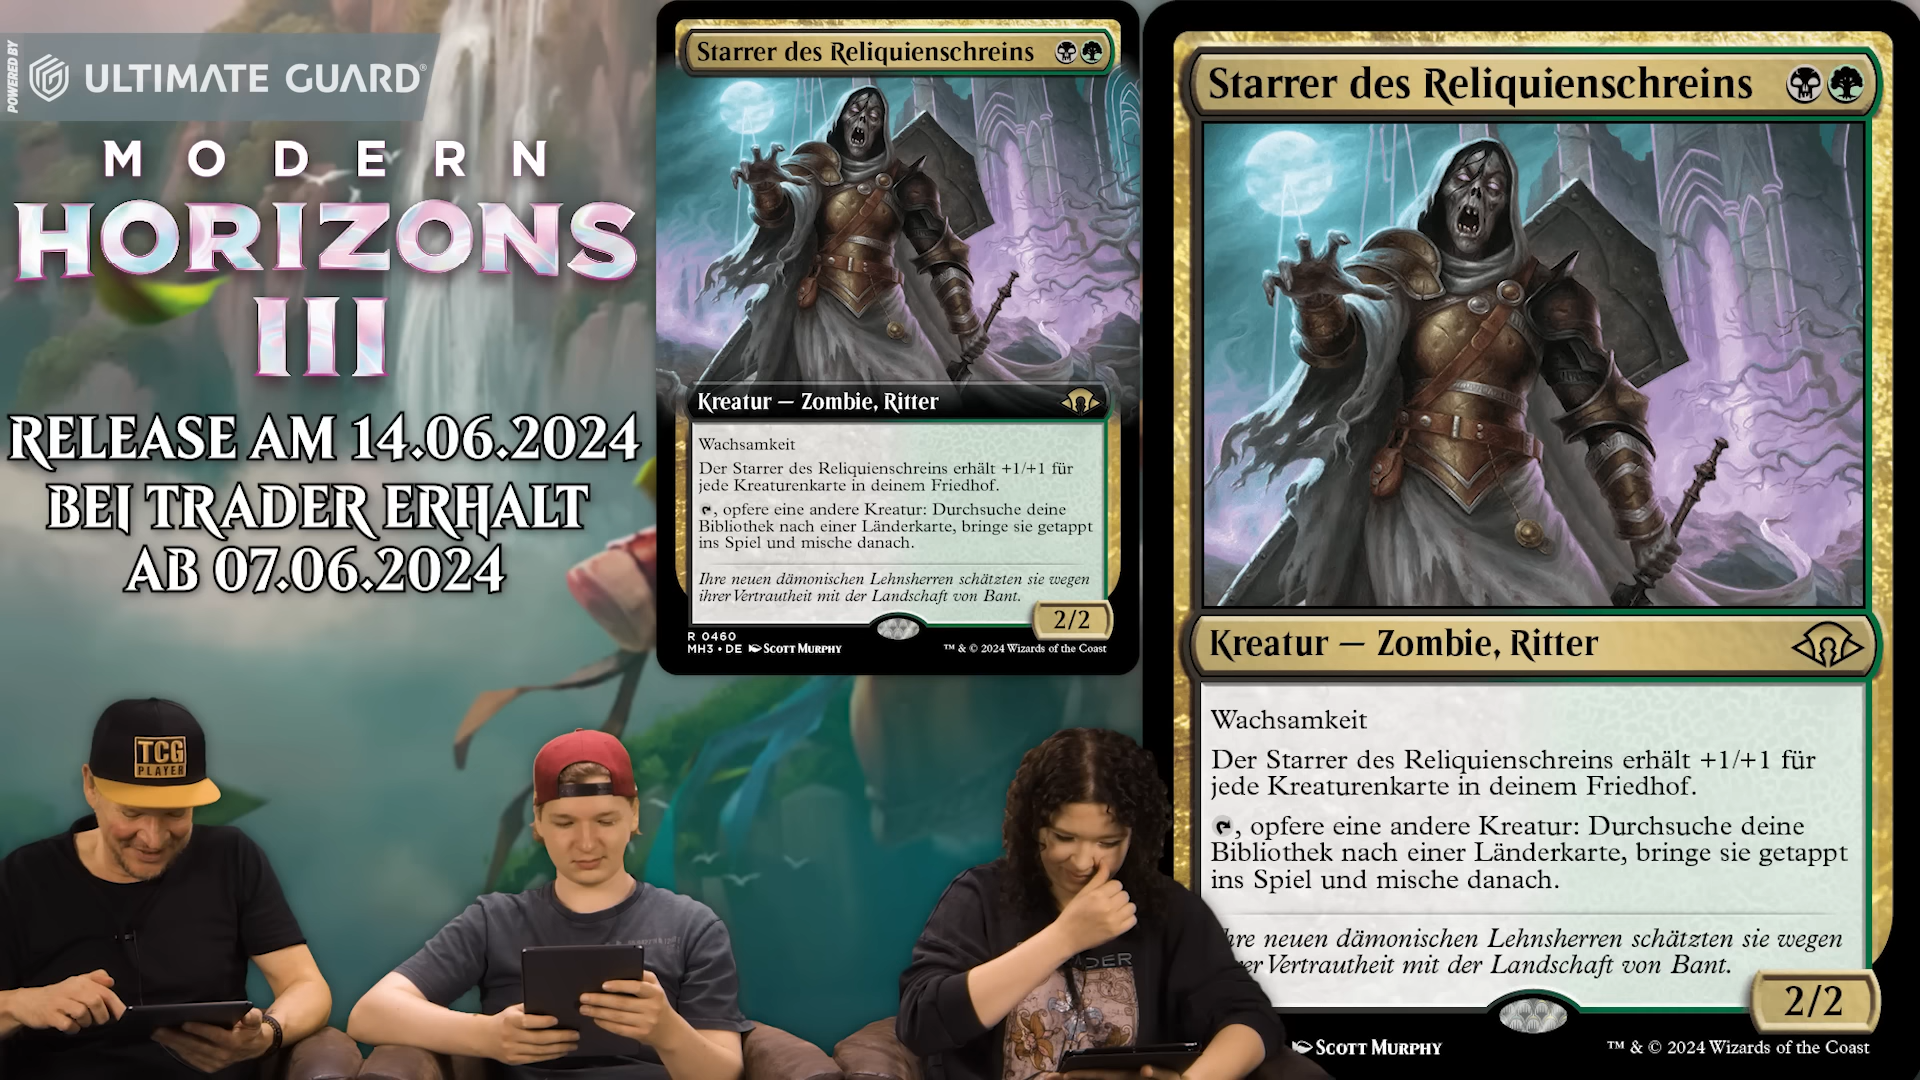 POWERED BY
ULTIMATE GUARD®
MODERN
HORIZONS
III
RELEASE AM 14.06.2024
BEI TRADER ERHALT
AB 07.06.2024
Starrer des Reliquienschreins
Kreatur — Zombie, Ritter
Wachsamkeit
Der Starrer des Reliquienschreins erhält +1/+1 für
jede Kreaturenkarte in deinem Friedhof.
, opfere eine andere Kreatur: Durchsuche deine
Bibliothek nach einer Länderkarte, bringe sie getappt
ins Spiel und mische danach.
Ihre neuen dämonischen Lehnsherren schätzten sie wegen
ihrer Vertrautheit mit der Landschaft von Bant.
2/2
R 0460
MH3 • DE Scott Murphy
™ & © 2024 Wizards of the Coast
Starrer des Reliquienschreins
Kreatur — Zombie, Ritter
Wachsamkeit
Der Starrer des Reliquienschreins erhält +1/+1 für
jede Kreaturenkarte in deinem Friedhof.
, opfere eine andere Kreatur: Durchsuche deine
Bibliothek nach einer Länderkarte, bringe sie getappt
ins Spiel und mische danach.
hre neuen dämonischen Lehnsherren schätzten sie wegen
er Vertrautheit mit der Landschaft von Bant.
2/2
Scott Murphy
™ & © 2024 Wizards of the Coast
TCG
PLAYER